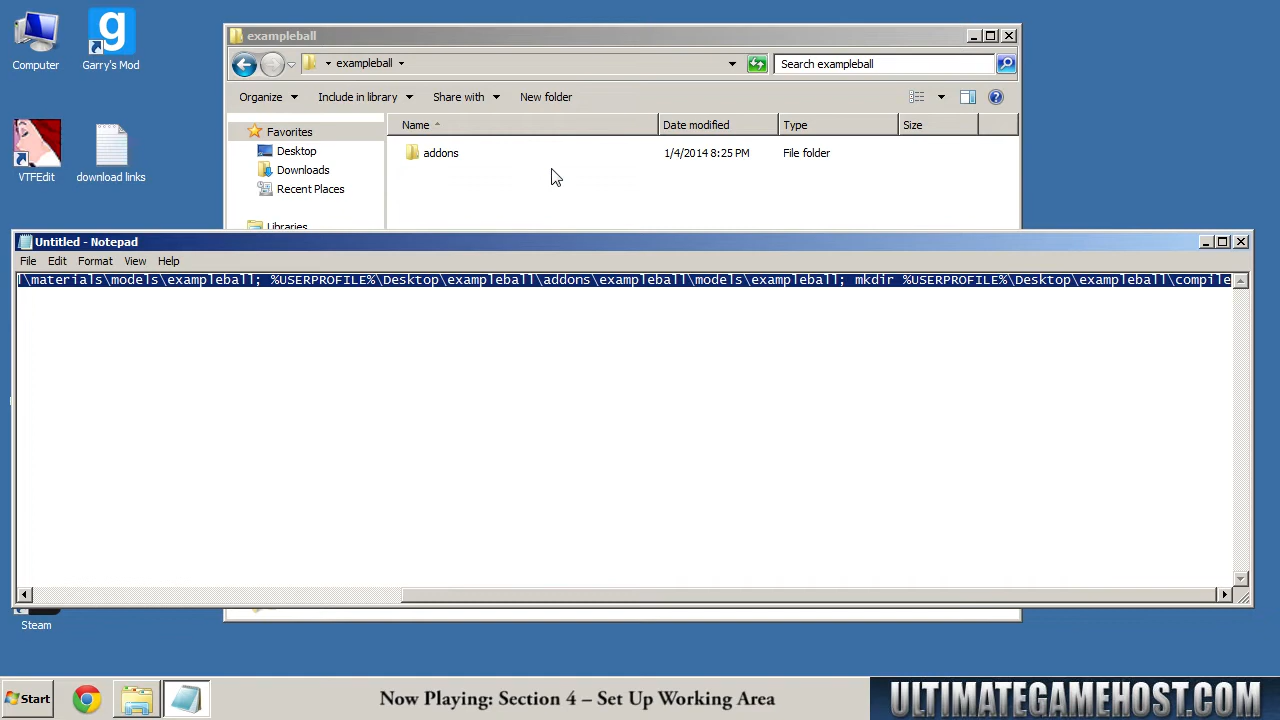 Computer
Garry's Mod
VTFEdit
download links
Steam
exampleball
exampleball
Search exampleball
Organize
Include in library
Share with
New folder
Name
Date modified
Type
Size
Favorites
Desktop
Downloads
Recent Places
Libraries
addons
1/4/2014 8:25 PM
File folder
Untitled - Notepad
File Edit Format View Help
l\materials\models\exampleball; %USERPROFILE%\Desktop\exampleball\addons\exampleball\models\exampleball; mkdir %USERPROFILE%\Desktop\exampleball\compile
Start
Now Playing: Section 4 – Set Up Working Area
ULTIMATEGAMEHOST.COM